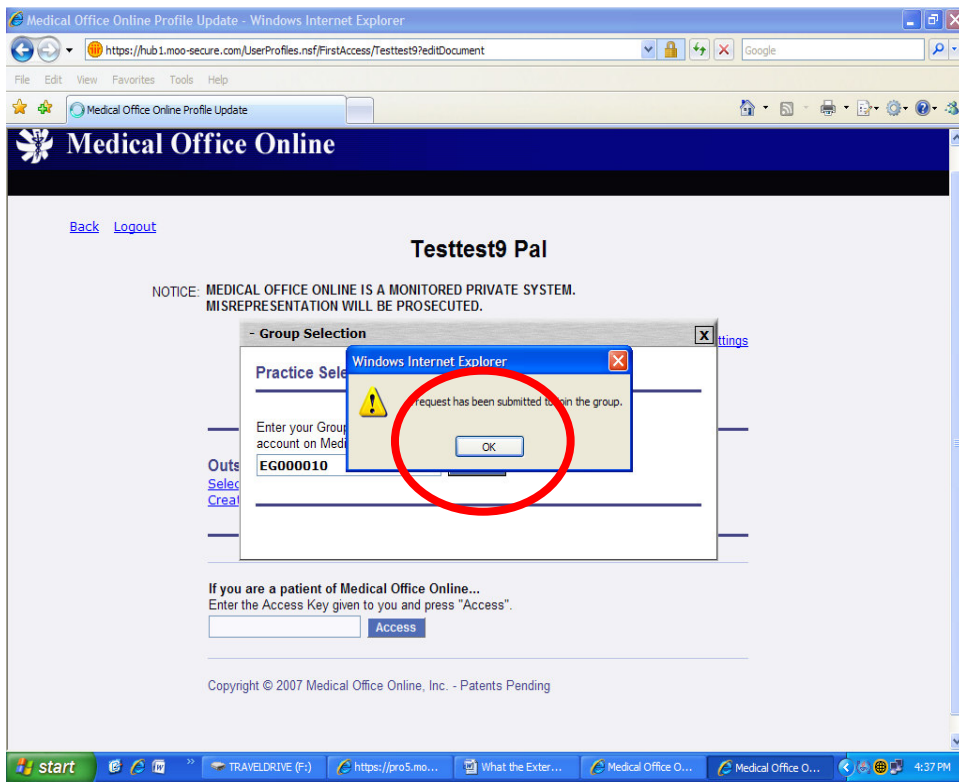 Medical Office Online Profile Update - Windows Internet Explorer
https://hub1.moo-secure.com/UserProfiles.nsf/FirstAccess/Testtest9?editDocument
Google
File Edit View Favorites Tools Help
Medical Office Online Profile Update
Medical Office Online
Back Logout
Testtest9 Pal
NOTICE: MEDICAL OFFICE ONLINE IS A MONITORED PRIVATE SYSTEM.
MISREPRESENTATION WILL BE PROSECUTED.
- Group Selection X
ttings
Windows Internet Explorer
Practice Sele
request has been submitted to join the group.
Enter your Group
account on Medi
OK
EG000010
Outs
Selec
Creat
If you are a patient of Medical Office Online...
Enter the Access Key given to you and press "Access".
Access
Copyright © 2007 Medical Office Online, Inc. - Patents Pending
start TRAVELDRIVE (F:) https://pro5.mo... What the Exter... Medical Office O... Medical Office O... 4:37 PM